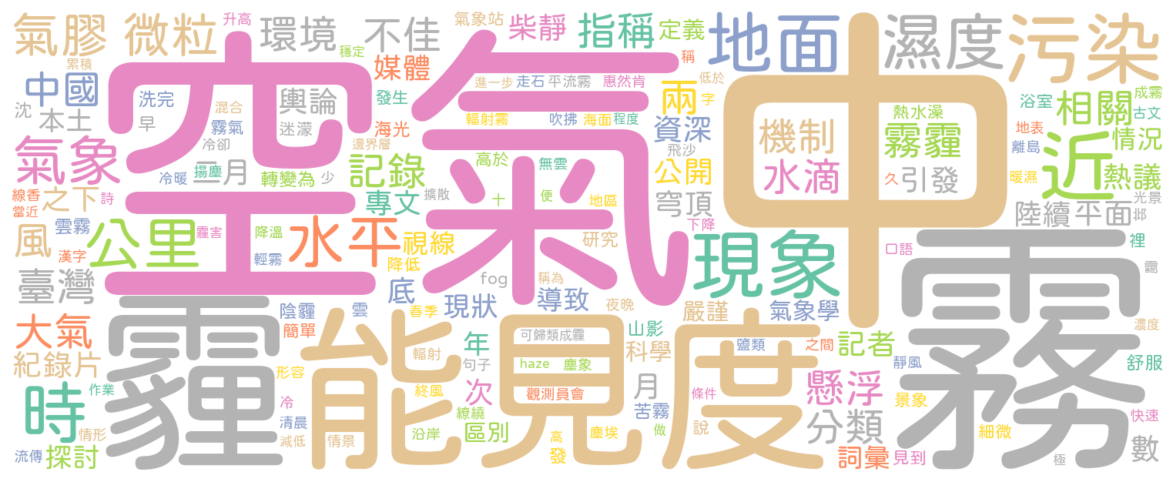 空氣
中
霧
霾
能見度
近
地面
污染
濕度
現象
水平
公里
氣象
氣膠
微粒
環境
不佳
柴靜
指稱
定義
氣象站
升高
穩定
累積
中國
洗完
沈
本土
早
混合
霧氣
冷卻
輿論
迷濛
媒體
發生
海光
邊界層
進一步
走石
平流霧
惠然肯
稱
低於
兩
字
輻射霧
吹拂
海面
程度
資深
飛沙
機制
水滴
熱水澡
霧霾
久
引發
浴室
相關
成霧
古文
地表
離島
情況
熱議
暖濕
光景
邶
陸續
平面
冷暖
揚塵
二月
轉變為
少
記錄
高於
無雲
公開
專文
擴散
十
便
地區
穹頂
下降
線香
當近
之下
詩
雲霧
風
漢字
霾害
降溫
輕霧
視線
降低
研究
臺灣
口語
裡
靄
fog
稱為
夜晚
底
現狀
導致
嚴謹
氣象學
陰霾
雲
春季
大氣
簡單
紀錄片
年
可歸類成霾
山影
科學
鹽類
之間
記者
濃度
輻射
句子
haze
塵象
靜風
舒服
時
作業
形容
冷
終風
次
觀測員會
月
條件
懸浮
景象
情形
清晨
繚繞
苦霧
快速
流傳
探討
減低
情景
沿岸
區別
高
發
塵埃
做
說
分類
詞彙
見到
細微
極
數